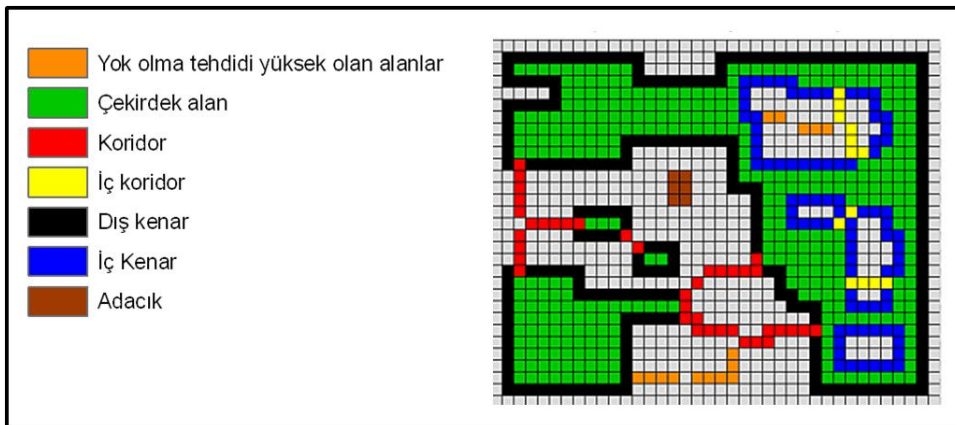 Yok olma tehdidi yüksek olan alanlar
Çekirdek alan
Koridor
İç koridor
Dış kenar
İç Kenar
Adacık